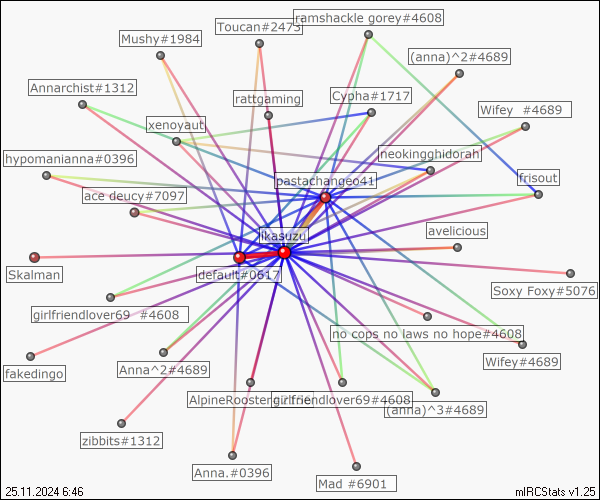 ramshackle gorey#4608
Toucan#2473
Mushy#1984
(anna)^2#4689
Annarchist#1312
rattgaming
Cypha#1717
Wifey #4689
xenoyaut
hypomanianna#0396
neokingghidorah
pastachangeo41
frisout
ace deucy#7097
ikasuzu
avelicious
Skalman
default#0617
Soxy Foxy#5076
girlfriendlover69 #4608
no cops no laws no hope#4608
Anna^2#4689
Wifey#4689
fakedingo
AlpineRooster
girlfriendlover69#4608
(anna)^3#4689
zibbits#1312
Anna.#0396
Mad #6901
25.11.2024 6:46
mIRCStats v1.25